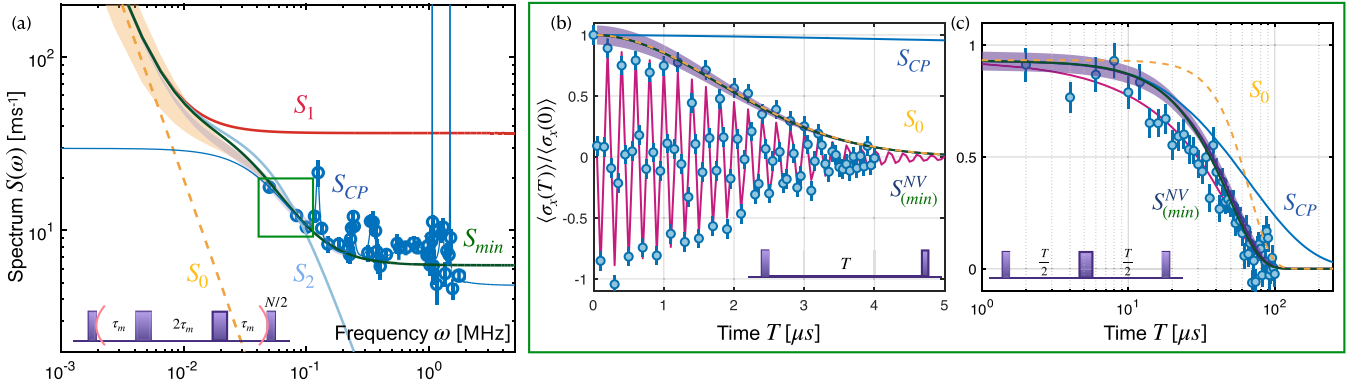 (a)
Spectrum S(ω) [ms⁻¹]
10²
10¹
S₁
S_CP
S_min
S₀
S₂
τ_m
2τ_m
τ_m
N/2
10⁻³
10⁻²
10⁻¹
10⁰
Frequency ω [MHz]
(b)
⟨σ_x(T)⟩/⟨σ_x(0)⟩
1
0.5
0
-0.5
-1
S_CP
S₀
S^NV_(min)
T
0
1
2
3
4
5
Time T [μs]
(c)
1
0.5
0
S₀
S_CP
T/2
T/2
10⁰
10¹
10²
Time T [μs]